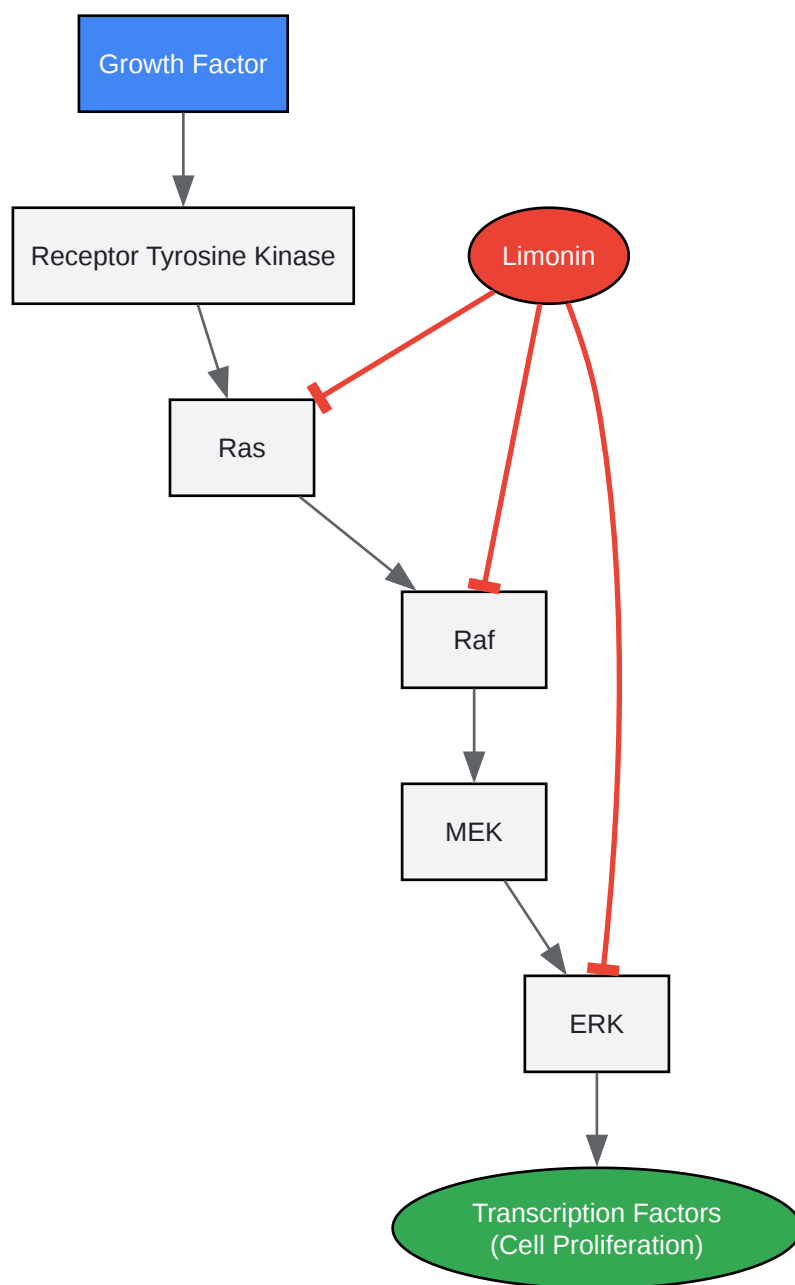 Growth Factor
Receptor Tyrosine Kinase
Limonin
Ras
Raf
MEK
ERK
Transcription Factors
(Cell Proliferation)